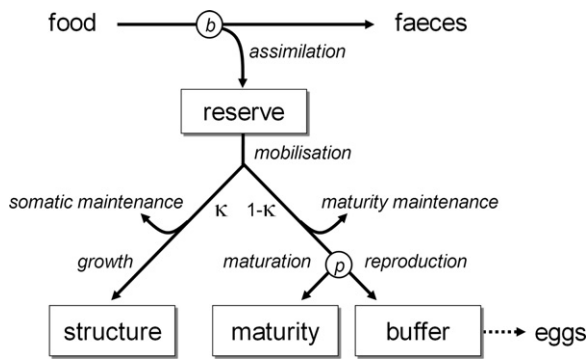 food
b
faeces
assimilation
reserve
mobilisation
somatic maintenance
κ
1-κ
maturity maintenance
growth
maturation
p
reproduction
structure
maturity
buffer
eggs